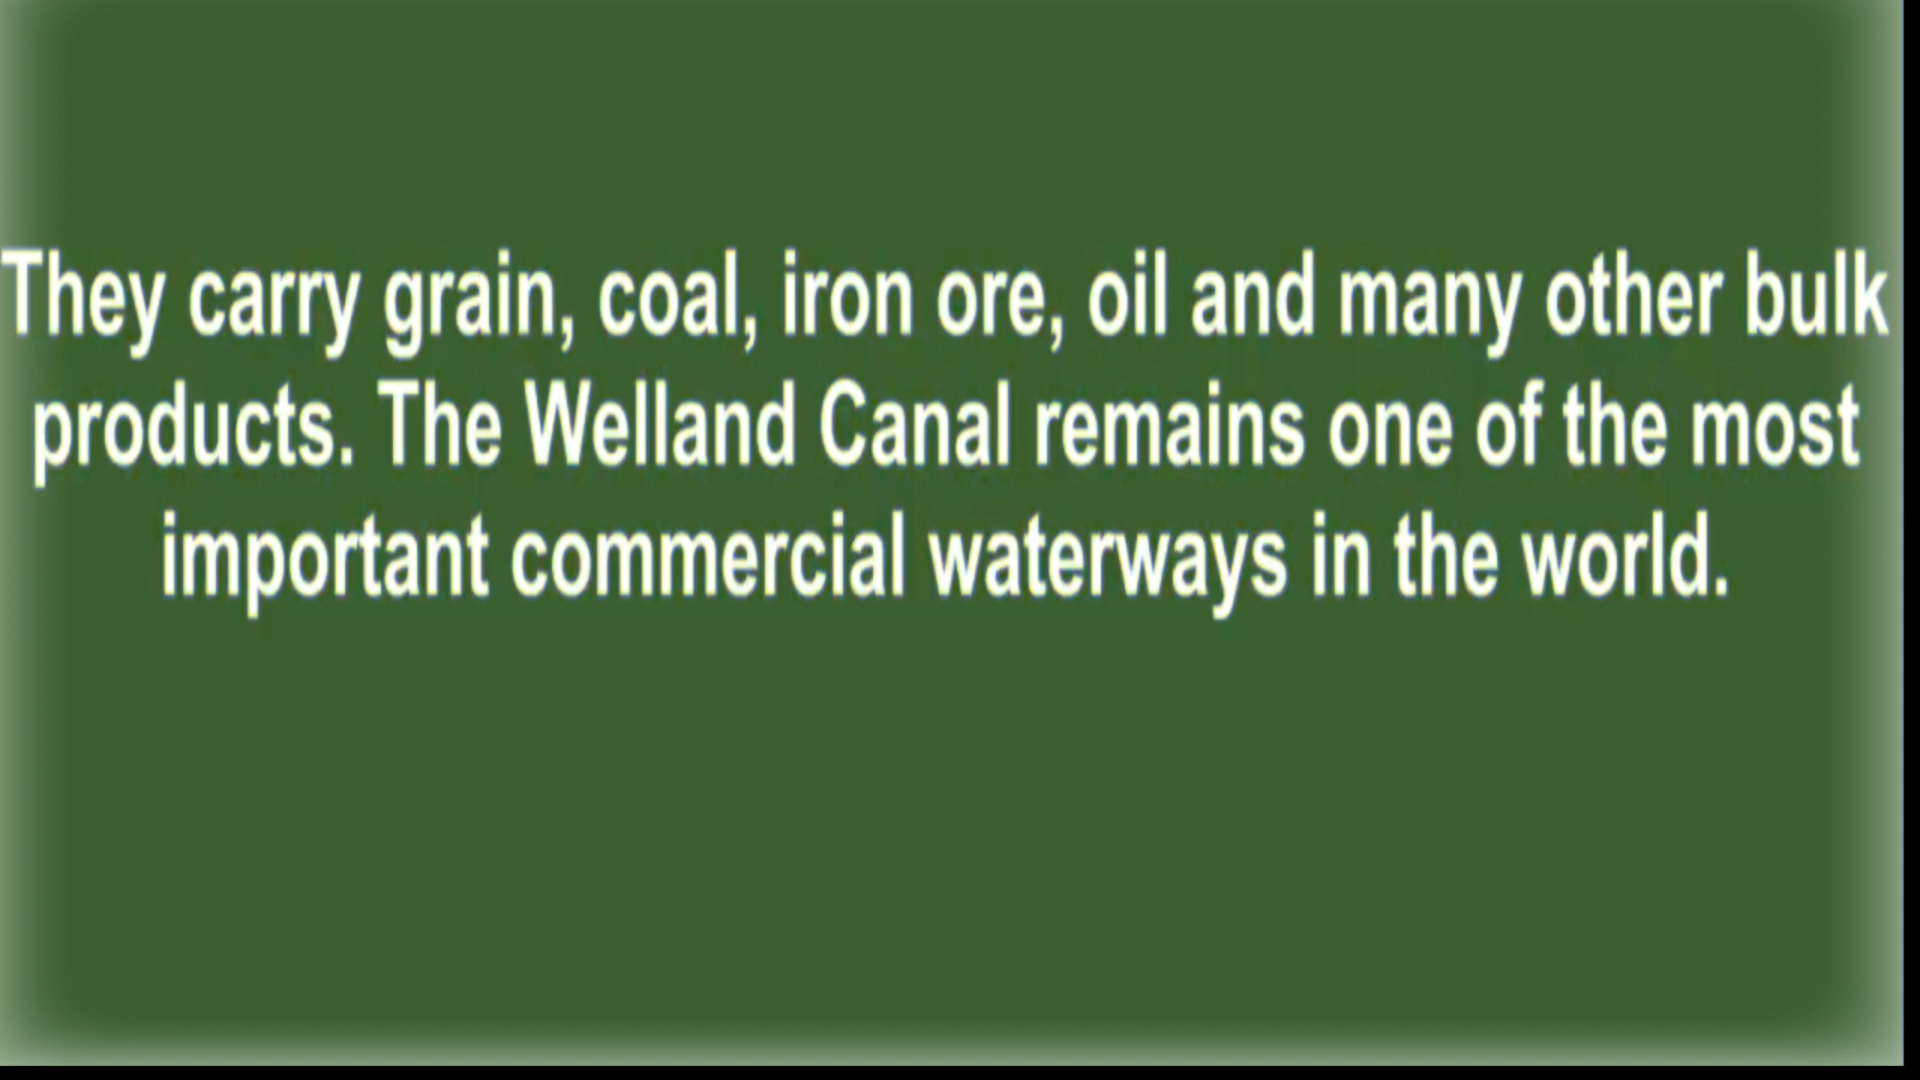 They carry grain, coal, iron ore, oil and many other bulk
products. The Welland Canal remains one of the most
important commercial waterways in the world.